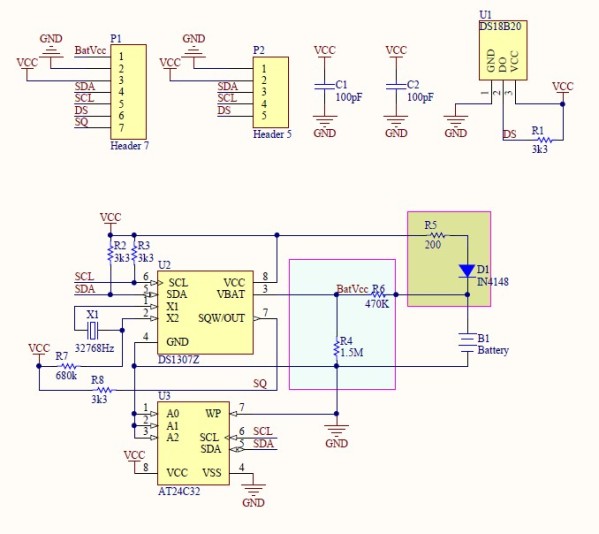 P1
GND
BatVcc
VCC
1
2
3
SDA
4
SCL
5
DS
6
SQ
7
Header 7
P2
GND
VCC
1
2
3
SDA
SCL
4
DS
5
Header 5
VCC
C1
100pF
GND
VCC
C2
100pF
GND
U1
DS18B20
GND
DO
VCC
1
2
3
GND
DS
VCC
R1
3k3
VCC
R2
3k3
R3
3k3
R5
200
D1
IN4148
SCL
SDA
U2
6
SCL
VCC
8
5
SDA
VBAT
3
BatVcc
R6
470K
1
X1
2
X2
SQW/OUT
7
4
GND
DS1307Z
X1
32768Hz
R4
1.5M
B1
Battery
VCC
R7
680k
R8
3k3
SQ
U3
1
A0
WP
7
2
A1
3
A2
SCL
6
SCL
SDA
5
SDA
VCC
8
VCC
VSS
4
AT24C32
GND
GND